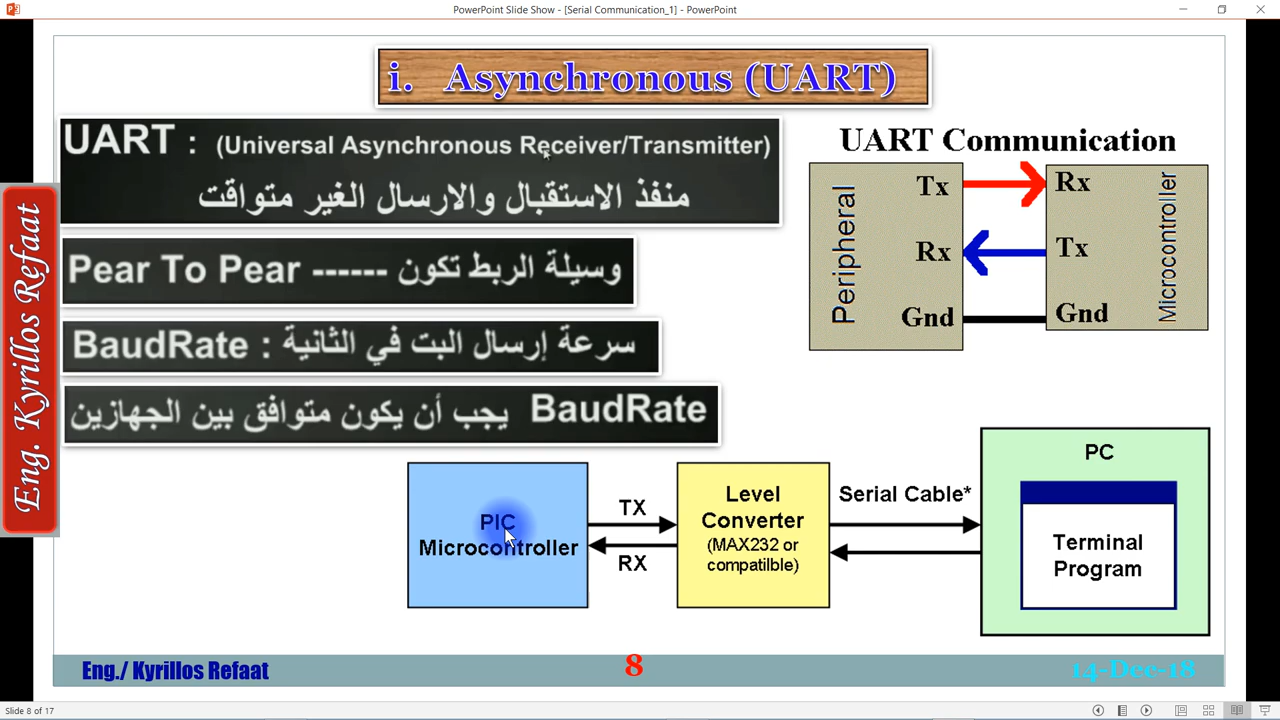 PowerPoint Slide Show - [Serial Communication_1] - PowerPoint
i. Asynchronous (UART)
UART : (Universal Asynchronous Receiver/Transmitter)
منفذ الاستقبال والارسال الغير متواقت
Pear To Pear ------ وسيلة الربط تكون
BaudRate : سرعة إرسال البت في الثانية
BaudRate يجب أن يكون متوافق بين الجهازين
Eng. Kyrillos Refaat
UART Communication
Peripheral
Tx
Rx
Gnd
Rx
Tx
Gnd
Microcontroller
PIC
Microcontroller
TX
RX
Level
Converter
(MAX232 or
compatilble)
Serial Cable*
PC
Terminal
Program
Eng./ Kyrillos Refaat
8
14-Dec-18
Slide 8 of 17